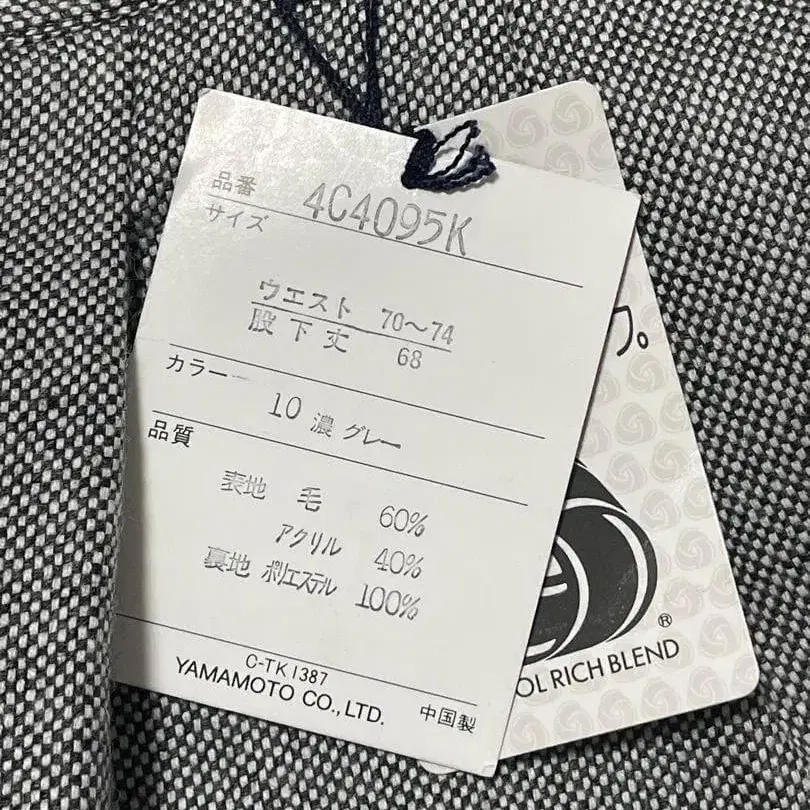 品番 4C4095K
サイズ
ウエスト 70〜74
股下丈 68
カラー
10 濃グレー
品質
表地 毛 60%
アクリル 40%
裏地 ポリエステル 100%
C-TK1387
YAMAMOTO CO., LTD. 中国製
ク。
®
OL RICH BLEND